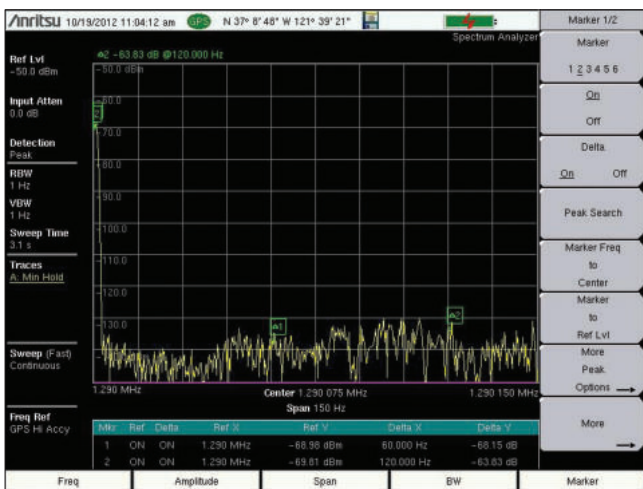 Anritsu 10/19/2012 11:04:12 am GPS N 37° 8' 48" W 121° 39' 21"
Spectrum Analyzer
Ref Lvl
-50.0 dBm
Input Atten
0.0 dB
Detection
Peak
RBW
1 Hz
VBW
1 Hz
Sweep Time
3.1 s
Traces
A: Min Hold
Sweep (Fast)
Continuous
Freq Ref
GPS Hi Accy
2 -63.83 dB @120.000 Hz
-50.0 dBm
-60.0
-70.0
-80.0
-90.0
-100.0
-110.0
-120.0
-130.0
1
2
1.290 MHz
Center 1.290 075 MHz
1.290 150 MHz
Span 150 Hz
Mkr Ref Delta Ref X Ref Y Delta X Delta Y
1 ON ON 1.290 MHz -68.98 dBm 60.000 Hz -68.15 dB
2 ON ON 1.290 MHz -69.81 dBm 120.000 Hz -63.83 dB
Marker 1/2
Marker
1 2 3 4 5 6
On
Off
Delta
On Off
Peak Search
Marker Freq
to
Center
Marker
to
Ref Lvl
More
Peak
Options
More
Freq
Amplitude
Span
BW
Marker